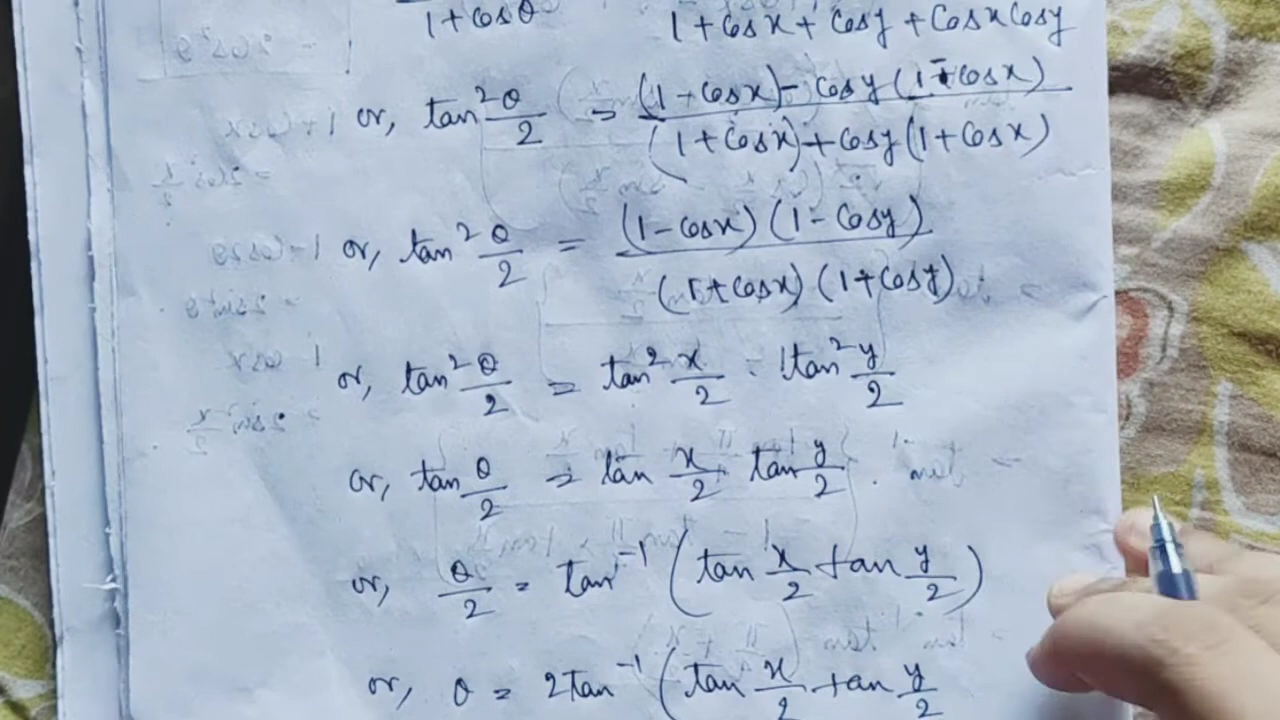 1+Cosθ 1+Cosx+Cosy+CosxCosy
or, tan²θ/2 = (1-Cosx)-Cosy(1-Cosx)/(1+Cosx)+Cosy(1+Cosx)
or, tan²θ/2 = (1-Cosx)(1-Cosy)/(1+Cosx)(1+Cosy)
or, tan²θ/2 = tan²x/2 · tan²y/2
or, tanθ/2 = tan x/2 tan y/2 .
or, θ/2 = tan⁻¹(tan x/2 tan y/2)
or, θ = 2tan⁻¹(tan x/2 tan y/2